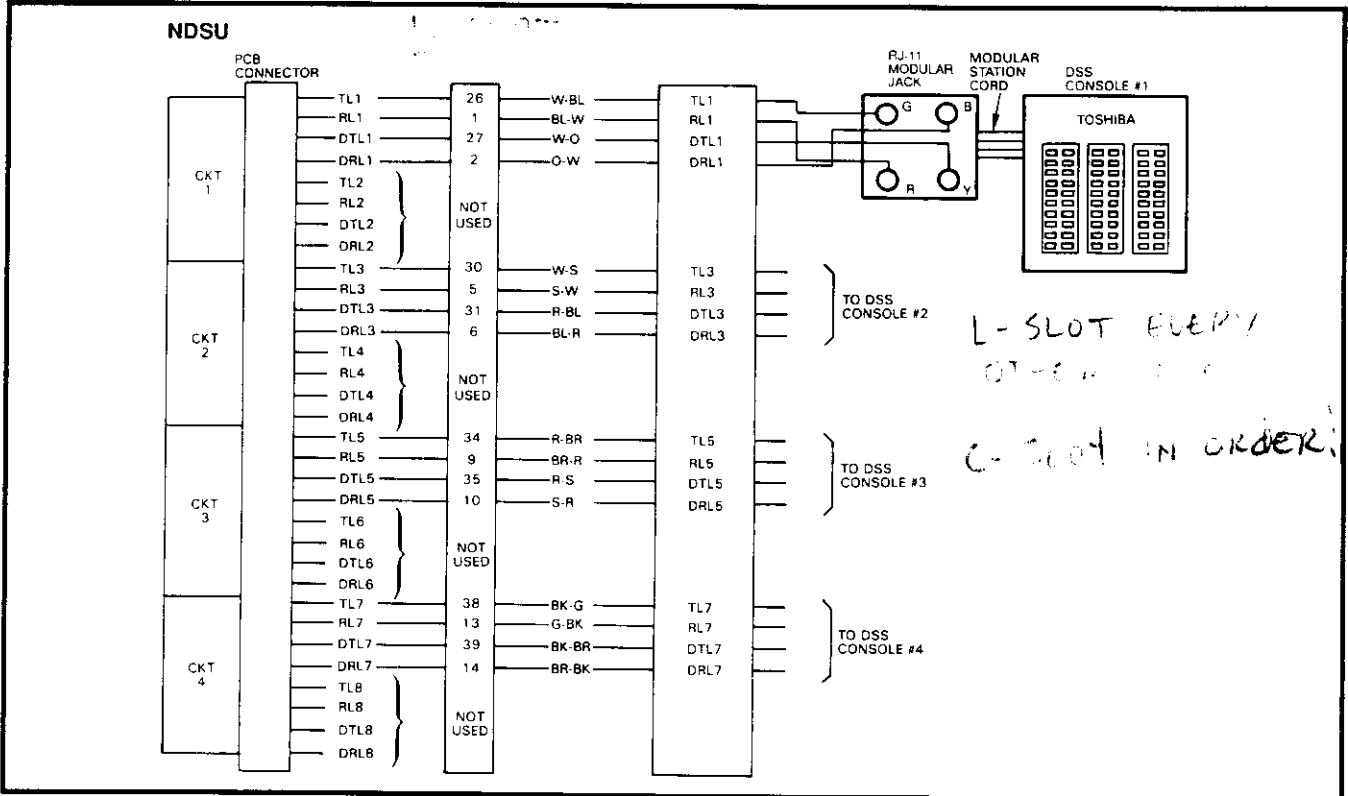 NDSU
PCB
CONNECTOR
RJ-11
MODULAR
JACK
MODULAR
STATION
CORD
DSS
CONSOLE #1
TOSHIBA
G B
R Y
CKT
1
TL1 26 W-BL TL1
RL1 1 BL-W RL1
DTL1 27 W-O DTL1
DRL1 2 O-W DRL1
TL2
RL2
DTL2
DRL2
NOT
USED
CKT
2
TL3 30 W-S TL3
RL3 5 S-W RL3
DTL3 31 R-BL DTL3
DRL3 6 BL-R DRL3
TO DSS
CONSOLE #2
TL4
RL4
DTL4
DRL4
NOT
USED
L-SLOT
CKT
3
TL5 34 R-BR TL5
RL5 9 BR-R RL5
DTL5 35 R-S DTL5
DRL5 10 S-R DRL5
TO DSS
CONSOLE #3
IN ORDER
TL6
RL6
DTL6
DRL6
NOT
USED
CKT
4
TL7 38 BK-G TL7
RL7 13 G-BK RL7
DTL7 39 BK-BR DTL7
DRL7 14 BR-BK DRL7
TO DSS
CONSOLE #4
TL8
RL8
DTL8
DRL8
NOT
USED